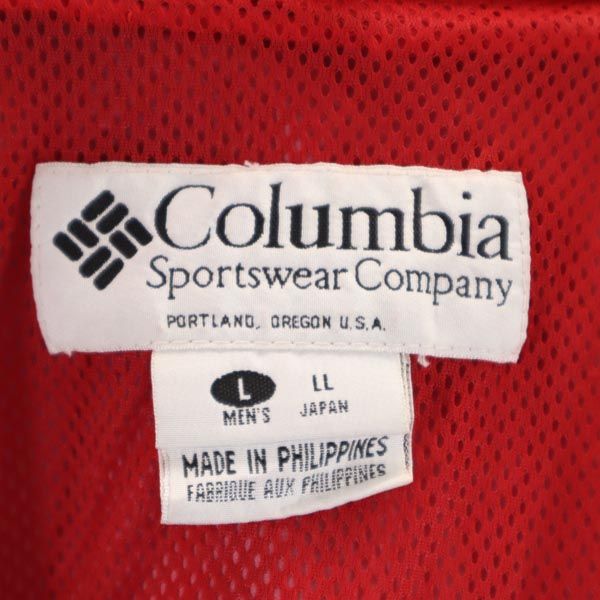 Columbia
Sportswear Company
PORTLAND, OREGON U.S.A.
L LL
MEN'S JAPAN
MADE IN PHILIPPINES
FABRIQUE AUX PHILIPPINES